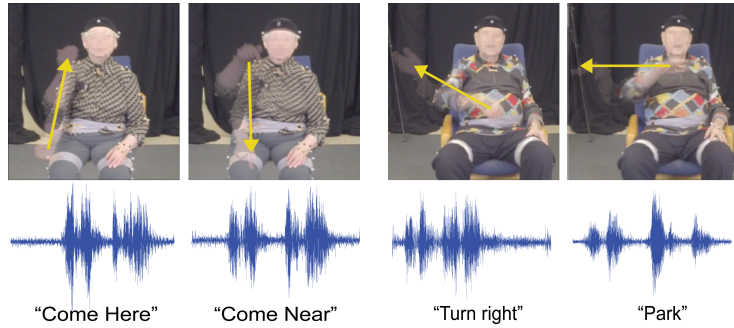 “Come Here”
“Come Near”
“Turn right”
“Park”